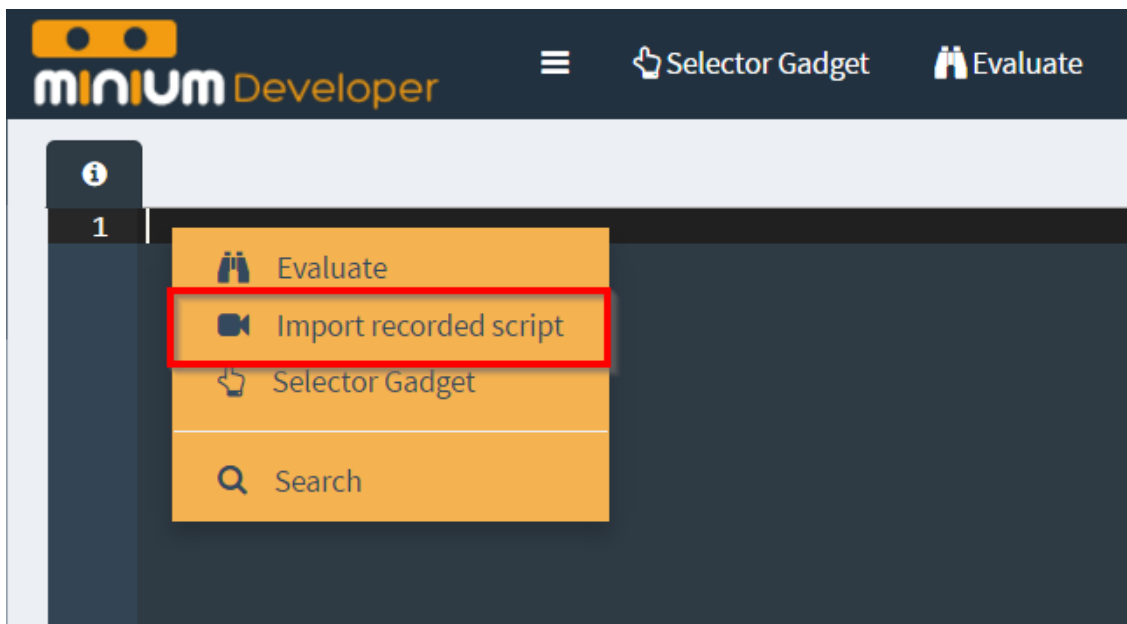 minium Developer
Selector Gadget
Evaluate
1
Evaluate
Import recorded script
Selector Gadget
Search